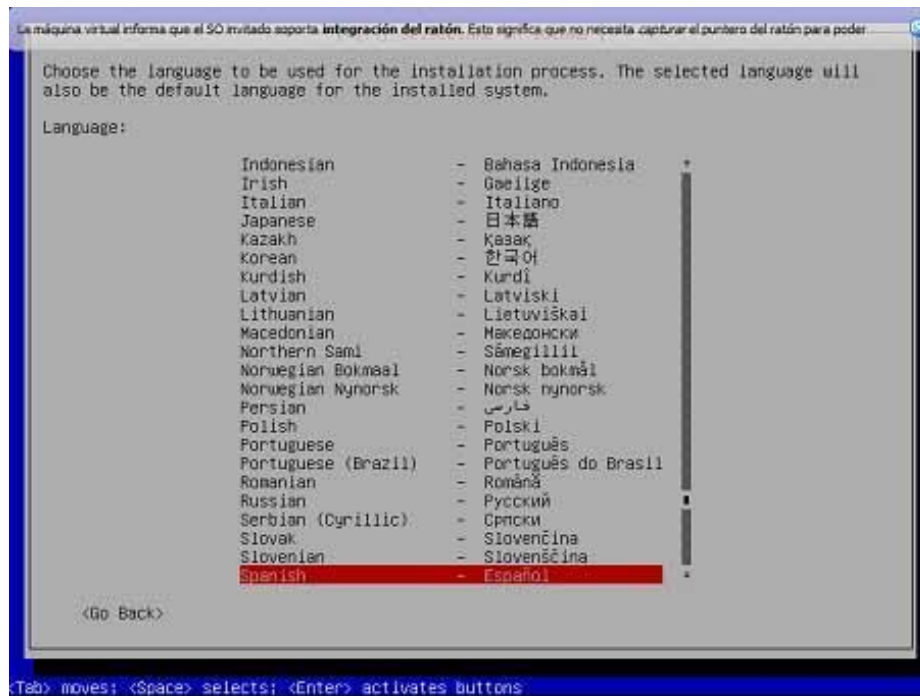 La máquina virtual informa que el SO invitado soporta integración del ratón. Esto significa que no necesita capturar el puntero del ratón para poder
Choose the language to be used for the installation process. The selected language will
also be the default language for the installed system.
Language:
Indonesian - Bahasa Indonesia
Irish - Gaeilge
Italian - Italiano
Japanese - 日本語
Kazakh - Қазақ
Korean - 한국어
Kurdish - Kurdî
Latvian - Latviski
Lithuanian - Lietuviškai
Macedonian - Македонски
Northern Sami - Sámegillii
Norwegian Bokmaal - Norsk bokmål
Norwegian Nynorsk - Norsk nynorsk
Persian - فارسی
Polish - Polski
Portuguese - Português
Portuguese (Brazil) - Português do Brasil
Romanian - Română
Russian - Русский
Serbian (Cyrillic) - Српски
Slovak - Slovenčina
Slovenian - Slovenščina
Spanish - Español
<Go Back>
<Tab> moves; <Space> selects; <Enter> activates buttons